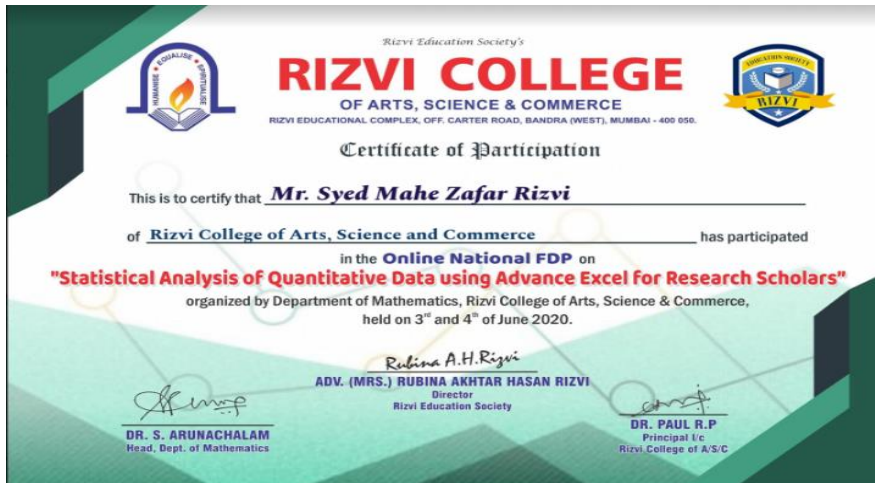 Rizvi Education Society's
HUMANISE • EQUALISE • SPIRITUALISE
RIZVI COLLEGE
EDUCATION SOCIETY
RIZVI
OF ARTS, SCIENCE & COMMERCE
RIZVI EDUCATIONAL COMPLEX, OFF. CARTER ROAD, BANDRA (WEST), MUMBAI - 400 050.
Certificate of Participation
This is to certify that Mr. Syed Mahe Zafar Rizvi
of Rizvi College of Arts, Science and Commerce has participated
in the Online National FDP on
"Statistical Analysis of Quantitative Data using Advance Excel for Research Scholars"
organized by Department of Mathematics, Rizvi College of Arts, Science & Commerce,
held on 3rd and 4th of June 2020.
Rubina A.H.Rizvi
ADV. (MRS.) RUBINA AKHTAR HASAN RIZVI
Director
Rizvi Education Society
DR. S. ARUNACHALAM
Head, Dept. of Mathematics
DR. PAUL R.P
Principal I/c
Rizvi College of A/S/C